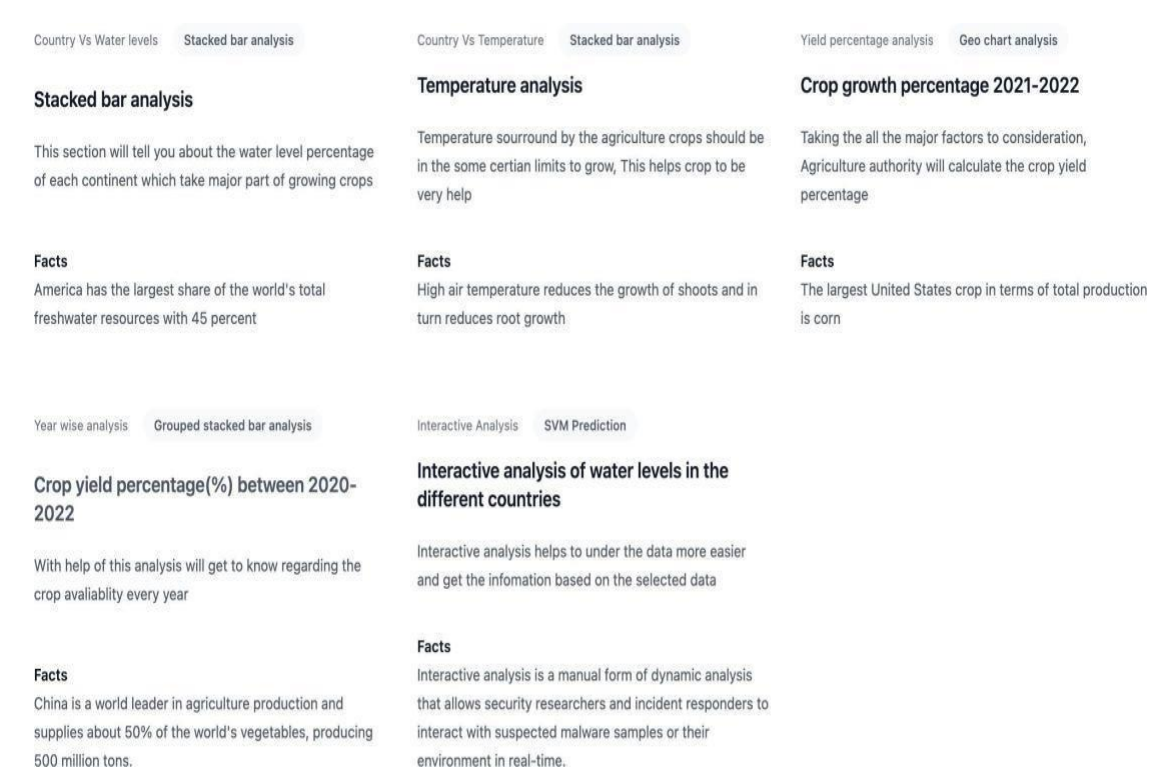 Country Vs Water levels Stacked bar analysis
Stacked bar analysis
This section will tell you about the water level percentage
of each continent which take major part of growing crops
Facts
America has the largest share of the world's total
freshwater resources with 45 percent
Country Vs Temperature Stacked bar analysis
Temperature analysis
Temperature sourround by the agriculture crops should be
in the some certian limits to grow, This helps crop to be
very help
Facts
High air temperature reduces the growth of shoots and in
turn reduces root growth
Yield percentage analysis Geo chart analysis
Crop growth percentage 2021-2022
Taking the all the major factors to consideration,
Agriculture authority will calculate the crop yield
percentage
Facts
The largest United States crop in terms of total production
is corn
Year wise analysis Grouped stacked bar analysis
Crop yield percentage(%) between 2020-
2022
With help of this analysis will get to know regarding the
crop avaliablity every year
Facts
China is a world leader in agriculture production and
supplies about 50% of the world's vegetables, producing
500 million tons.
Interactive Analysis SVM Prediction
Interactive analysis of water levels in the
different countries
Interactive analysis helps to under the data more easier
and get the infomation based on the selected data
Facts
Interactive analysis is a manual form of dynamic analysis
that allows security researchers and incident responders to
interact with suspected malware samples or their
environment in real-time.